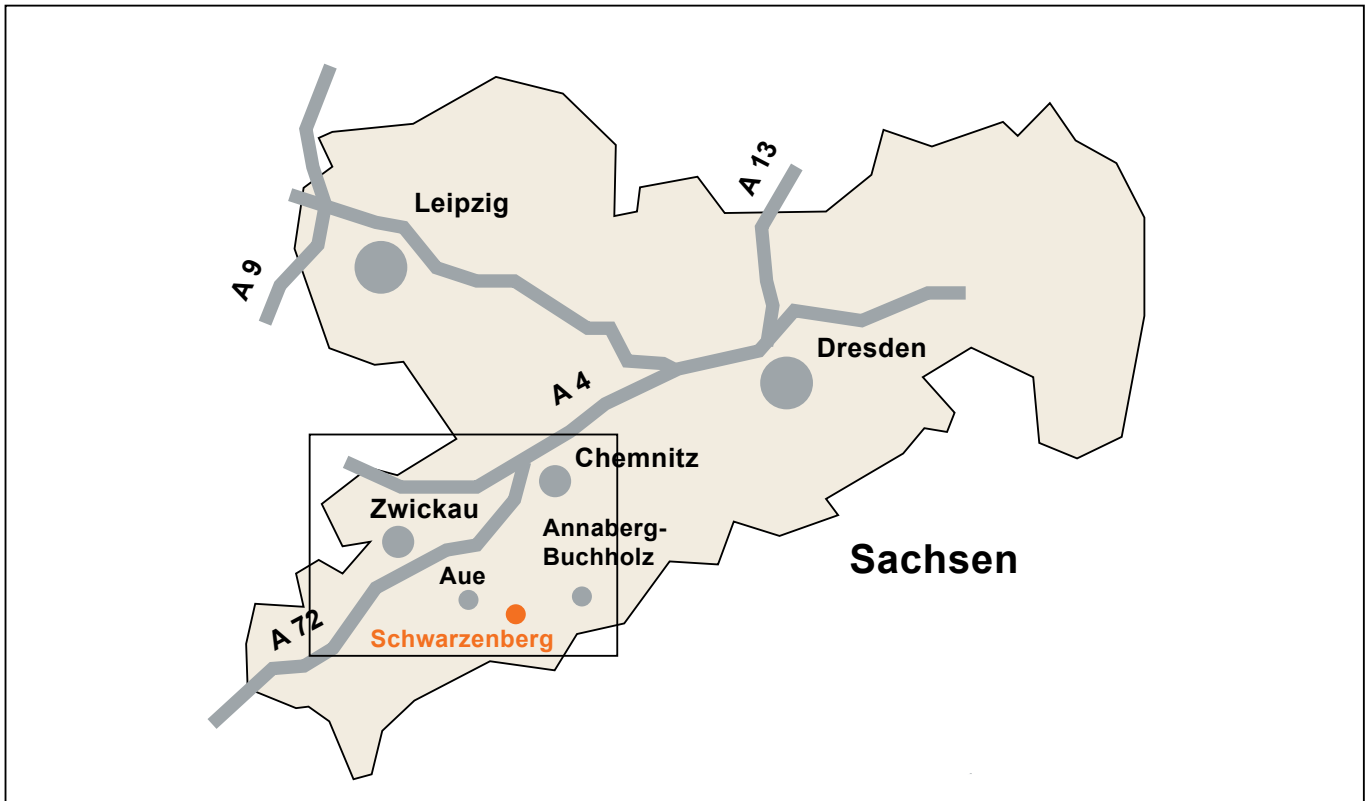 A 13
Leipzig
A 9
Dresden
A 4
Chemnitz
Zwickau
Annaberg-
Buchholz
Sachsen
Aue
A 72
Schwarzenberg